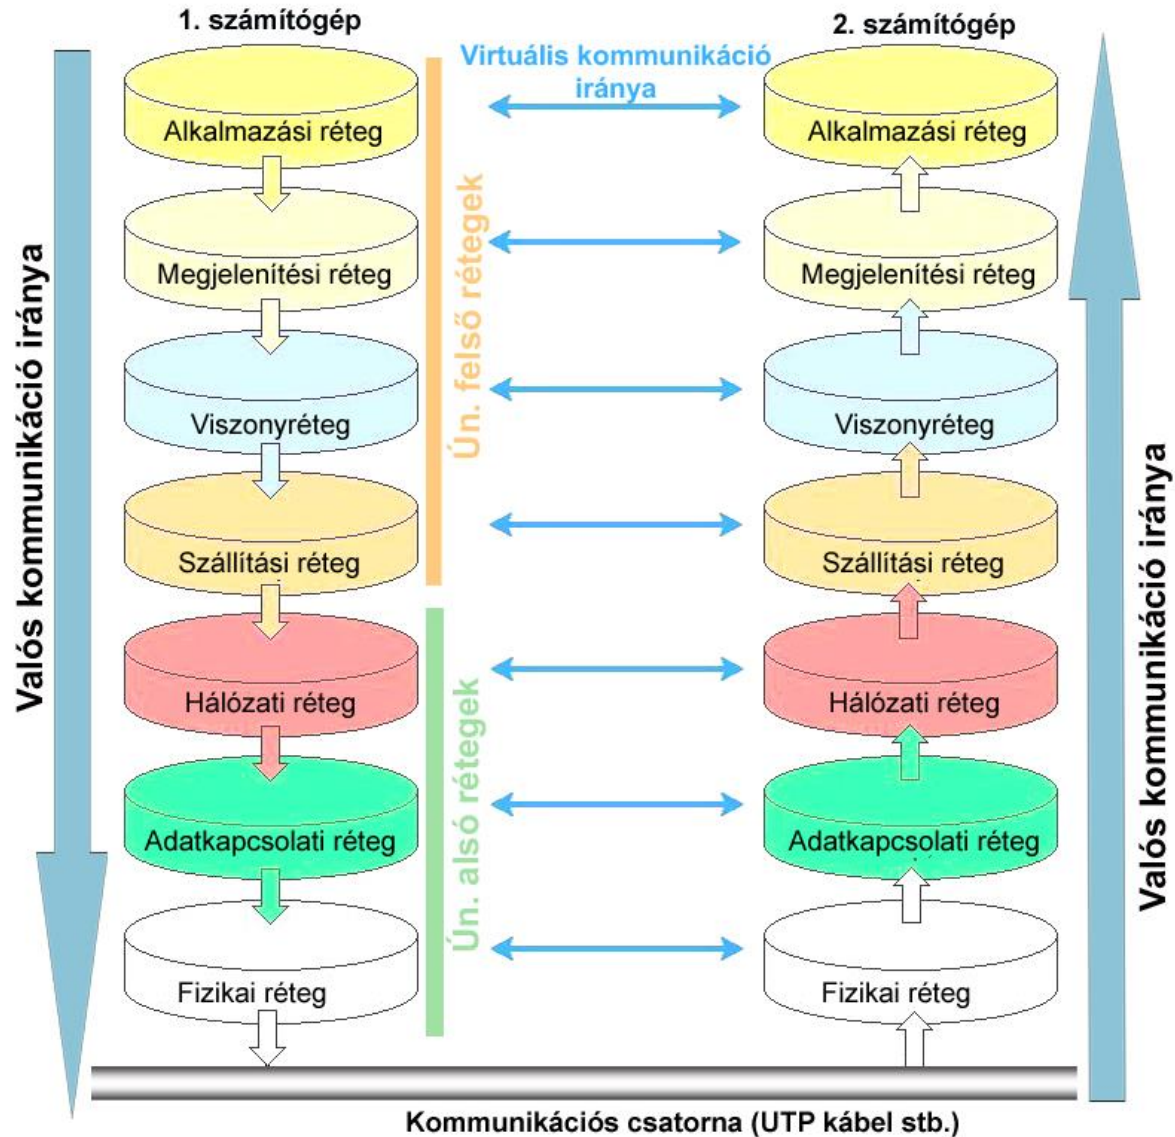 1. számítógép
2. számítógép
Virtuális kommunikáció
iránya
Valós kommunikáció iránya
Alkalmazási réteg
Megjelenítési réteg
Viszonyréteg
Szállítási réteg
Hálózati réteg
Adatkapcsolati réteg
Fizikai réteg
Ún. felső rétegek
Ún. alsó rétegek
Alkalmazási réteg
Megjelenítési réteg
Viszonyréteg
Szállítási réteg
Hálózati réteg
Adatkapcsolati réteg
Fizikai réteg
Valós kommunikáció iránya
Kommunikációs csatorna (UTP kábel stb.)